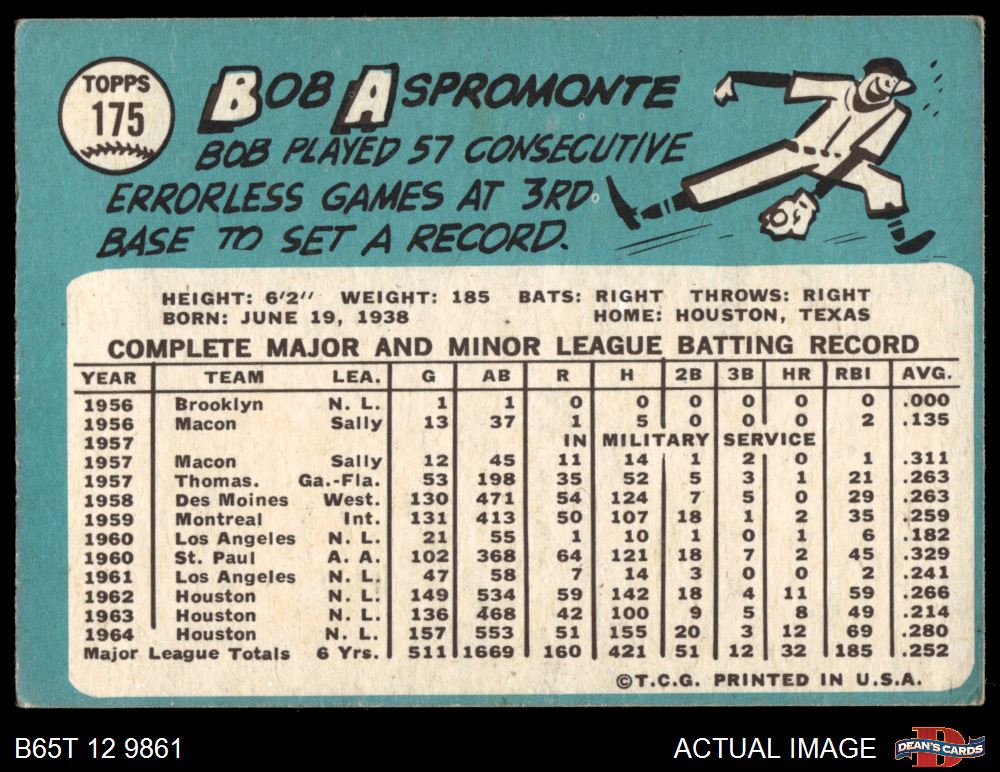 TOPPS
175
BOB ASPROMONTE
BOB PLAYED 57 CONSECUTIVE
ERRORLESS GAMES AT 3RD.
BASE TO SET A RECORD.
HEIGHT: 6'2" WEIGHT: 185 BATS: RIGHT THROWS: RIGHT
BORN: JUNE 19, 1938 HOME: HOUSTON, TEXAS
COMPLETE MAJOR AND MINOR LEAGUE BATTING RECORD
YEAR TEAM LEA. G AB R H 2B 3B HR RBI AVG.
1956 Brooklyn N. L. 1 1 0 0 0 0 0 0 .000
1956 Macon Sally 13 37 1 5 0 0 0 2 .135
1957 IN MILITARY SERVICE
1957 Macon Sally 12 45 11 14 1 2 0 1 .311
1957 Thomas. Ga.-Fla. 53 198 35 52 5 3 1 21 .263
1958 Des Moines West. 130 471 54 124 7 5 0 29 .263
1959 Montreal Int. 131 413 50 107 18 1 2 35 .259
1960 Los Angeles N. L. 21 55 1 10 1 0 1 6 .182
1960 St. Paul A. A. 102 368 64 121 18 7 2 45 .329
1961 Los Angeles N. L. 47 58 7 14 3 0 0 2 .241
1962 Houston N. L. 149 534 59 142 18 4 11 59 .266
1963 Houston N. L. 136 468 42 100 9 5 8 49 .214
1964 Houston N. L. 157 553 51 155 20 3 12 69 .280
Major League Totals 6 Yrs. 511 1669 160 421 51 12 32 185 .252
©T.C.G. PRINTED IN U.S.A.
B65T 12 9861
ACTUAL IMAGE
D
DEAN'S CARDS